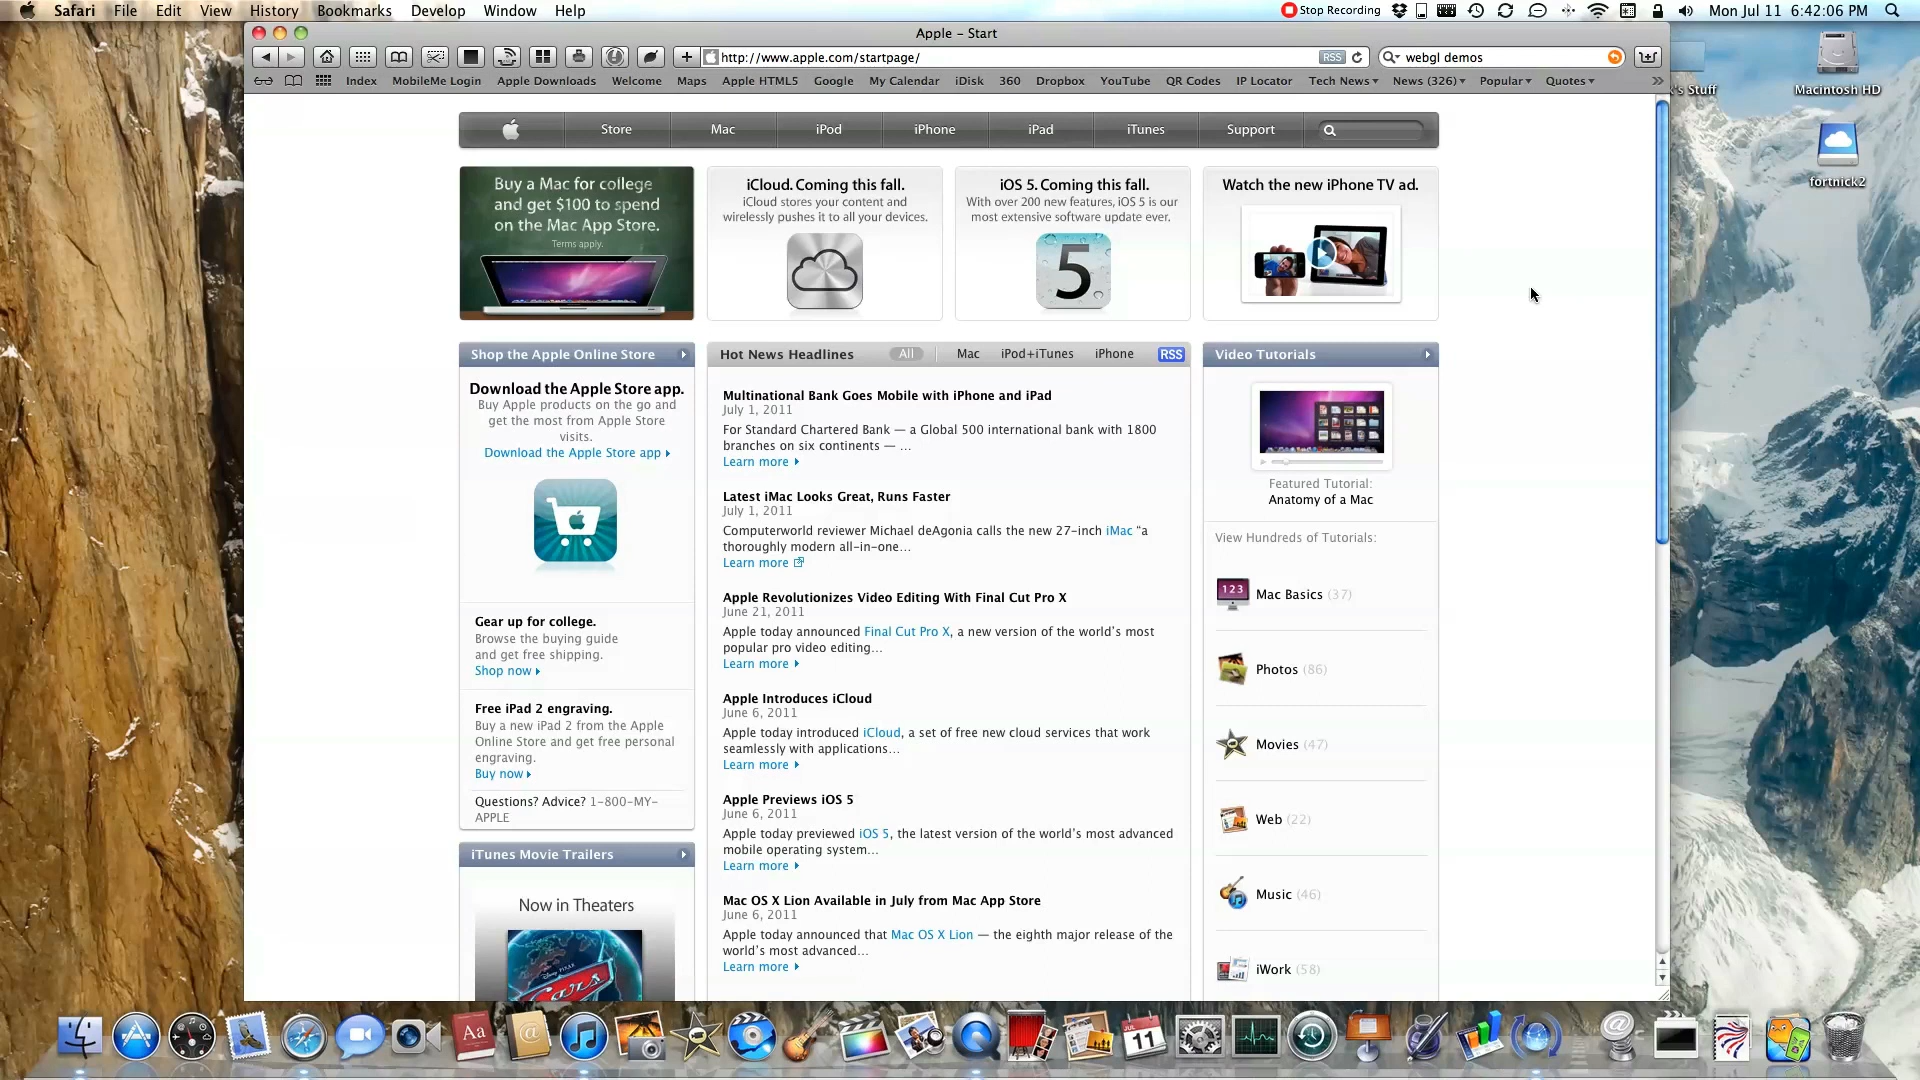 Safari File Edit View History Bookmarks Develop Window Help
Stop Recording
Mon Jul 11 6:42:06 PM
Apple – Start
http://www.apple.com/startpage/
RSS
webgl demos
Index MobileMe Login Apple Downloads Welcome Maps Apple HTML5 Google My Calendar iDisk 360 Dropbox YouTube QR Codes IP Locator Tech News News (326) Popular Quotes
's Stuff
Macintosh HD
fortnick2
Store Mac iPod iPhone iPad iTunes Support
Buy a Mac for college
and get $100 to spend
on the Mac App Store.
Terms apply.
iCloud. Coming this fall.
iCloud stores your content and
wirelessly pushes it to all your devices.
iOS 5. Coming this fall.
With over 200 new features, iOS 5 is our
most extensive software update ever.
5
Watch the new iPhone TV ad.
Shop the Apple Online Store
Download the Apple Store app.
Buy Apple products on the go and
get the most from Apple Store
visits.
Download the Apple Store app
Gear up for college.
Browse the buying guide
and get free shipping.
Shop now
Free iPad 2 engraving.
Buy a new iPad 2 from the Apple
Online Store and get free personal
engraving.
Buy now
Questions? Advice? 1-800-MY-
APPLE
iTunes Movie Trailers
Now in Theaters
Disney PIXAR
Cars
Hot News Headlines All Mac iPod+iTunes iPhone RSS
Multinational Bank Goes Mobile with iPhone and iPad
July 1, 2011
For Standard Chartered Bank — a Global 500 international bank with 1800
branches on six continents — …
Learn more
Latest iMac Looks Great, Runs Faster
July 1, 2011
Computerworld reviewer Michael deAgonia calls the new 27-inch iMac “a
thoroughly modern all-in-one…
Learn more
Apple Revolutionizes Video Editing With Final Cut Pro X
June 21, 2011
Apple today announced Final Cut Pro X, a new version of the world’s most
popular pro video editing…
Learn more
Apple Introduces iCloud
June 6, 2011
Apple today introduced iCloud, a set of free new cloud services that work
seamlessly with applications…
Learn more
Apple Previews iOS 5
June 6, 2011
Apple today previewed iOS 5, the latest version of the world’s most advanced
mobile operating system…
Learn more
Mac OS X Lion Available in July from Mac App Store
June 6, 2011
Apple today announced that Mac OS X Lion — the eighth major release of the
world’s most advanced…
Learn more
Video Tutorials
Featured Tutorial:
Anatomy of a Mac
View Hundreds of Tutorials:
123
Mac Basics (37)
Photos (86)
Movies (47)
Web (22)
Music (46)
iWork (58)
Aa
@
JUL
11
@